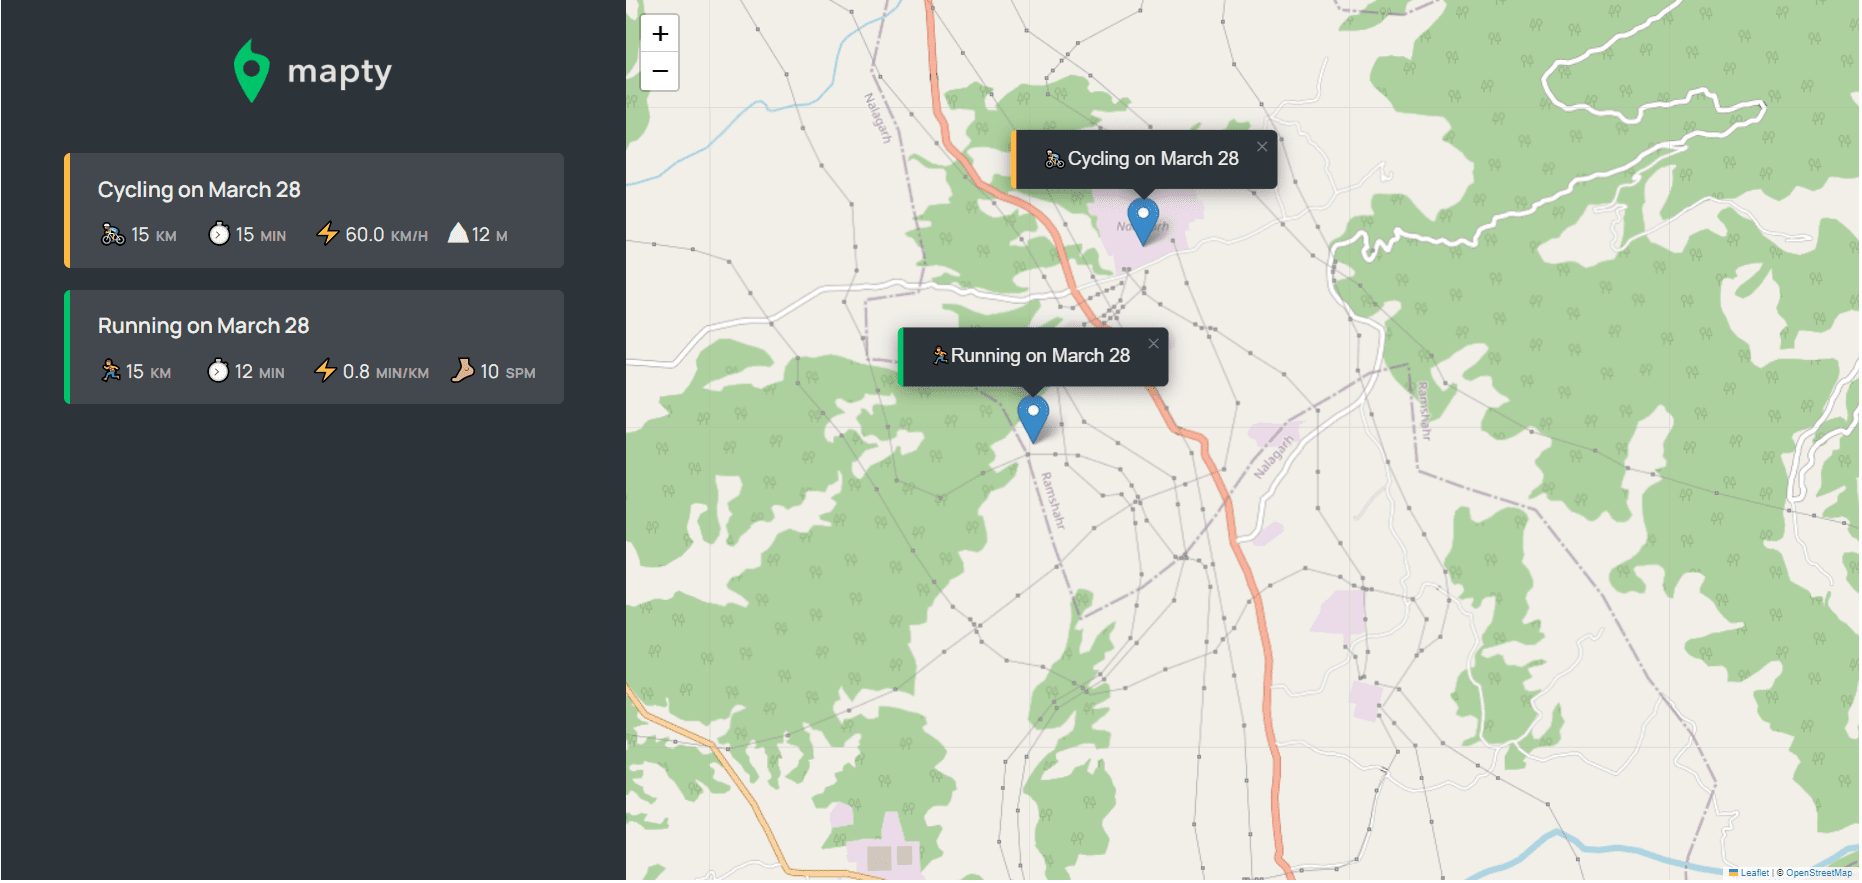 mapty
Cycling on March 28
15 KM 15 MIN 60.0 KM/H 12 M
Running on March 28
15 KM 12 MIN 0.8 MIN/KM 10 SPM
+
−
Nalagarh
Cycling on March 28 ×
Running on March 28 ×
Ramshahr
Nalagarh
Ramshahr
Leaflet | © OpenStreetMap